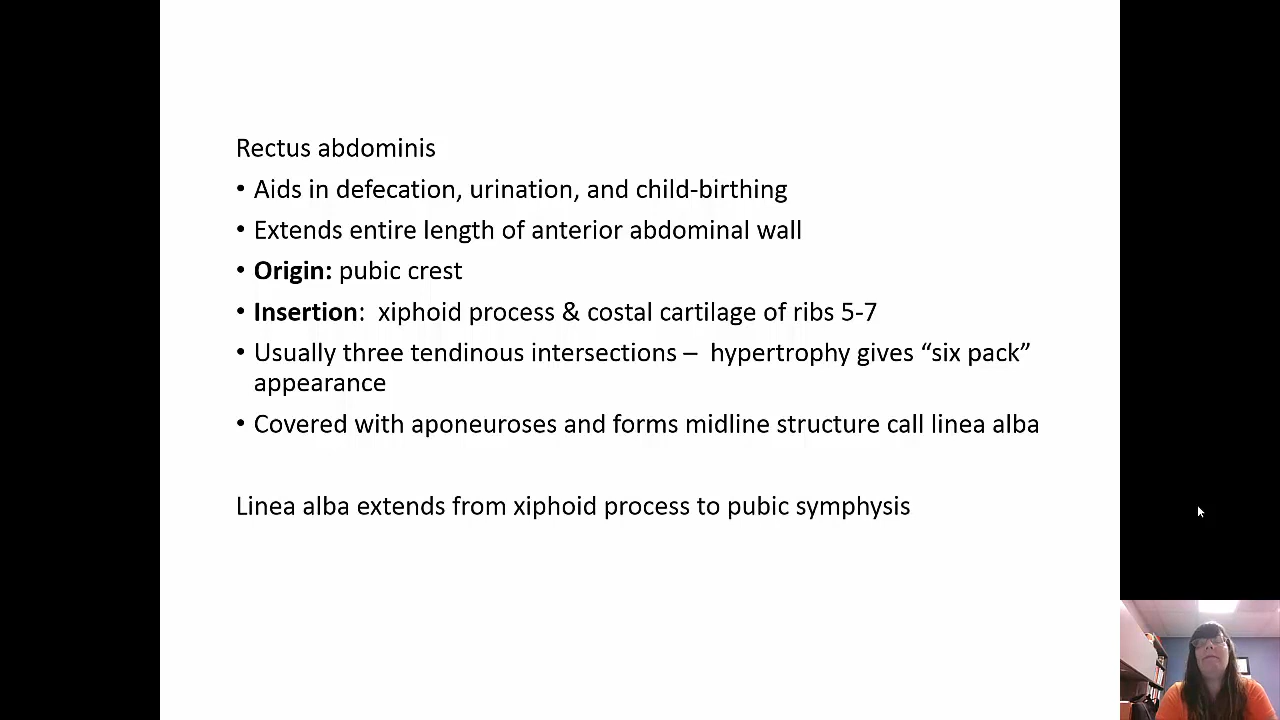 Rectus abdominis
• Aids in defecation, urination, and child-birthing
• Extends entire length of anterior abdominal wall
• Origin: pubic crest
• Insertion:  xiphoid process & costal cartilage of ribs 5-7
• Usually three tendinous intersections –  hypertrophy gives “six pack”
appearance
• Covered with aponeuroses and forms midline structure call linea alba
Linea alba extends from xiphoid process to pubic symphysis